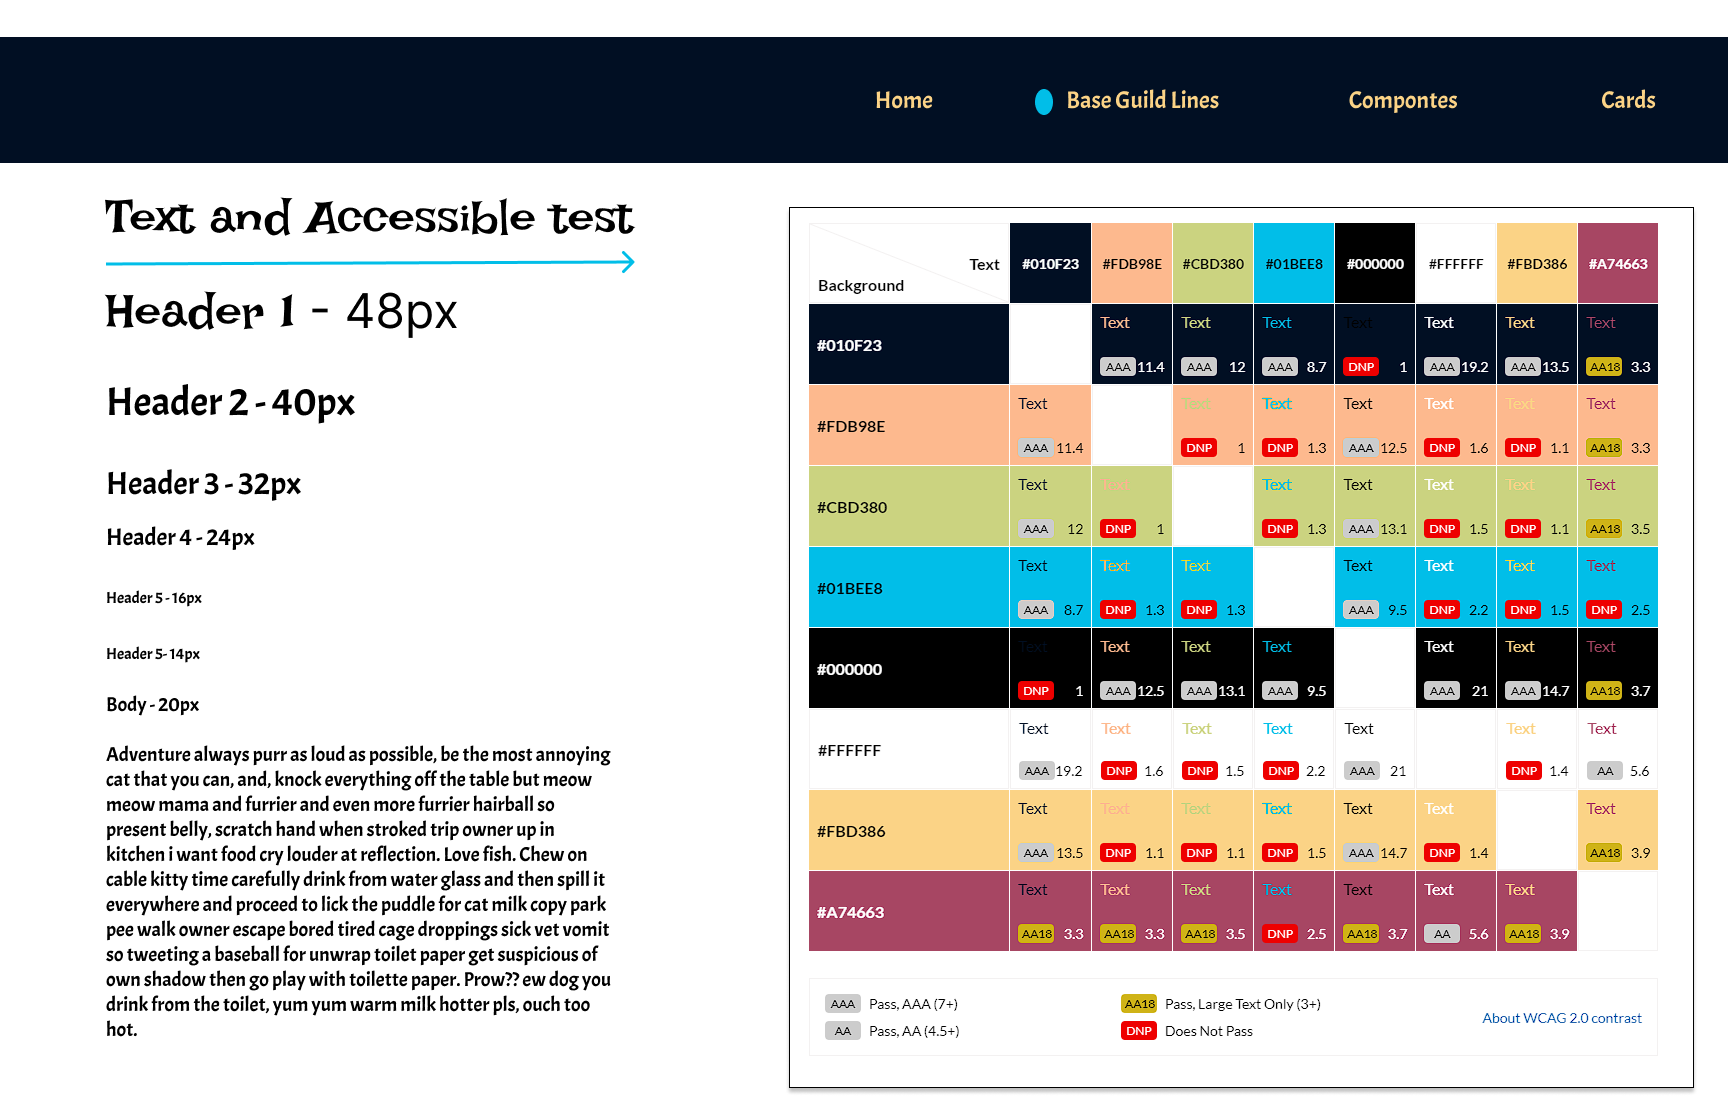 Home Base Guild Lines Compontes Cards
Text and Accessible test
Header 1 - 48px
Header 2 - 40px
Header 3 - 32px
Header 4 - 24px
Header 5 - 16px
Header 5- 14px
Body - 20px
Adventure always purr as loud as possible, be the most annoying
cat that you can, and, knock everything off the table but meow
meow mama and furrier and even more furrier hairball so
present belly, scratch hand when stroked trip owner up in
kitchen i want food cry louder at reflection. Love fish. Chew on
cable kitty time carefully drink from water glass and then spill it
everywhere and proceed to lick the puddle for cat milk copy park
pee walk owner escape bored tired cage droppings sick vet vomit
so tweeting a baseball for unwrap toilet paper get suspicious of
own shadow then go play with toilette paper. Prow?? ew dog you
drink from the toilet, yum yum warm milk hotter pls, ouch too
hot.
Text
Background
#010F23 #FDB98E #CBD380 #01BEE8 #000000 #FFFFFF #FBD386 #A74663
#010F23
Text Text Text Text Text Text Text
AAA 11.4 AAA 12 AAA 8.7 DNP 1 AAA 19.2 AAA 13.5 AA18 3.3
#FDB98E
Text Text Text Text Text Text Text
AAA 11.4 DNP 1 DNP 1.3 AAA 12.5 DNP 1.6 DNP 1.1 AA18 3.3
#CBD380
Text Text Text Text Text Text Text
AAA 12 DNP 1 DNP 1.3 AAA 13.1 DNP 1.5 DNP 1.1 AA18 3.5
#01BEE8
Text Text Text Text Text Text Text
AAA 8.7 DNP 1.3 DNP 1.3 AAA 9.5 DNP 2.2 DNP 1.5 DNP 2.5
#000000
Text Text Text Text Text Text Text
DNP 1 AAA 12.5 AAA 13.1 AAA 9.5 AAA 21 AAA 14.7 AA18 3.7
#FFFFFF
Text Text Text Text Text Text Text
AAA 19.2 DNP 1.6 DNP 1.5 DNP 2.2 AAA 21 DNP 1.4 AA 5.6
#FBD386
Text Text Text Text Text Text Text
AAA 13.5 DNP 1.1 DNP 1.1 DNP 1.5 AAA 14.7 DNP 1.4 AA18 3.9
#A74663
Text Text Text Text Text Text Text
AA18 3.3 AA18 3.3 AA18 3.5 DNP 2.5 AA18 3.7 AA 5.6 AA18 3.9
AAA Pass, AAA (7+) AA18 Pass, Large Text Only (3+)
AA Pass, AA (4.5+) DNP Does Not Pass
About WCAG 2.0 contrast